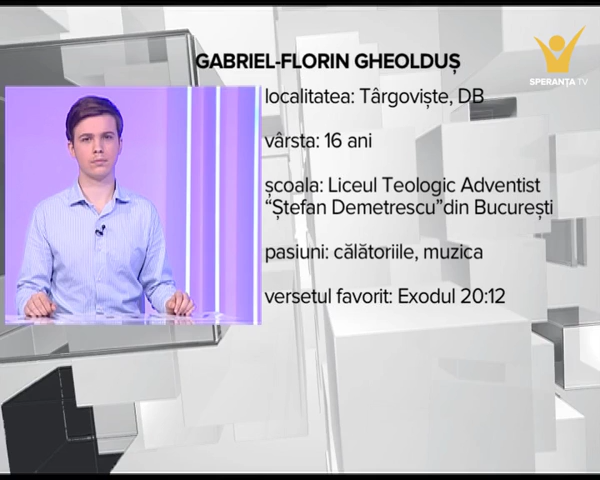 GABRIEL-FLORIN GHEOLDUȘ
SPERANȚA TV
localitatea: Târgoviște, DB
vârsta: 16 ani
școala: Liceul Teologic Adventist
“Ștefan Demetrescu”din București
pasiuni: călătoriile, muzica
versetul favorit: Exodul 20:12